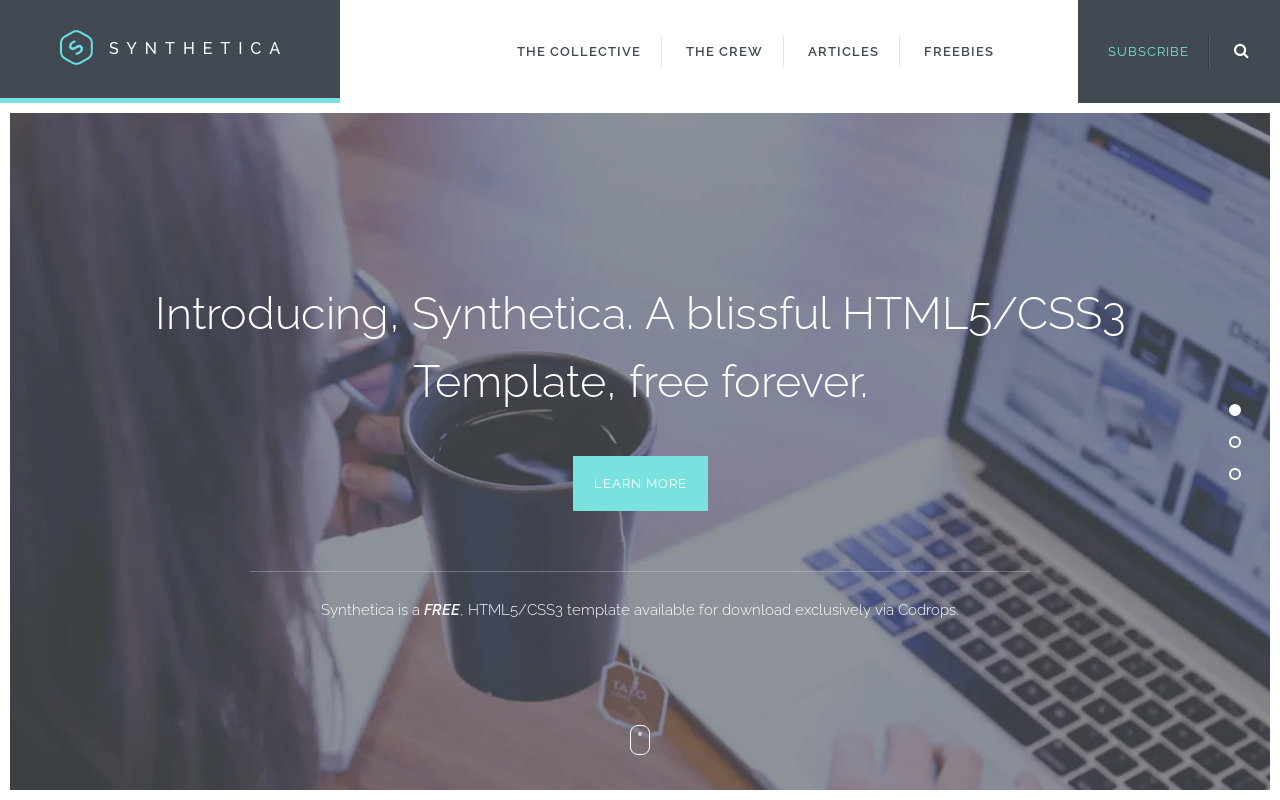 SYNTHETICA
THE COLLECTIVE
THE CREW
ARTICLES
FREEBIES
SUBSCRIBE
Introducing, Synthetica. A blissful HTML5/CSS3
Template, free forever.
LEARN MORE
Synthetica is a FREE, HTML5/CSS3 template available for download exclusively via Codrops.
TAZO